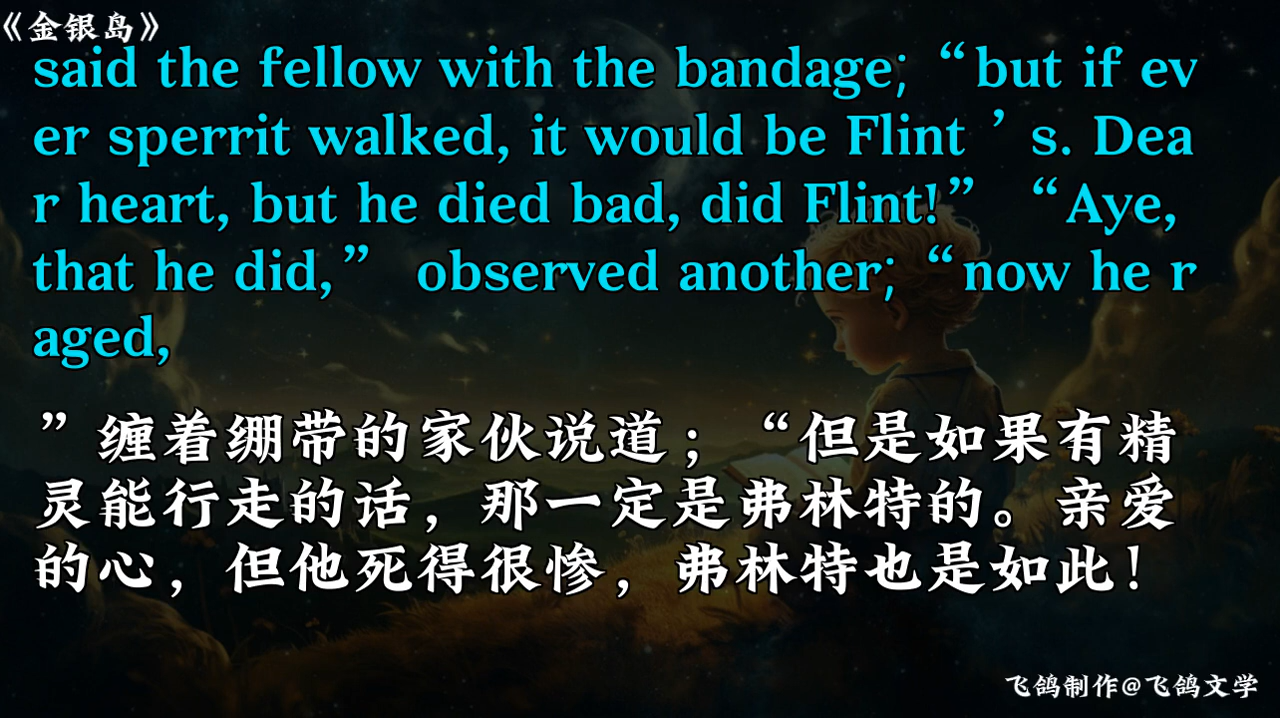 《金银岛》
said the fellow with the bandage; “but if ev
er sperrit walked, it would be Flint ’ s. Dea
r heart, but he died bad, did Flint!” “Aye,
that he did,” observed another; “now he r
aged,
”缠着绷带的家伙说道；“但是如果有精
灵能行走的话，那一定是弗林特的。亲爱
的心，但他死得很惨，弗林特也是如此！
飞鸽制作@飞鸽文学